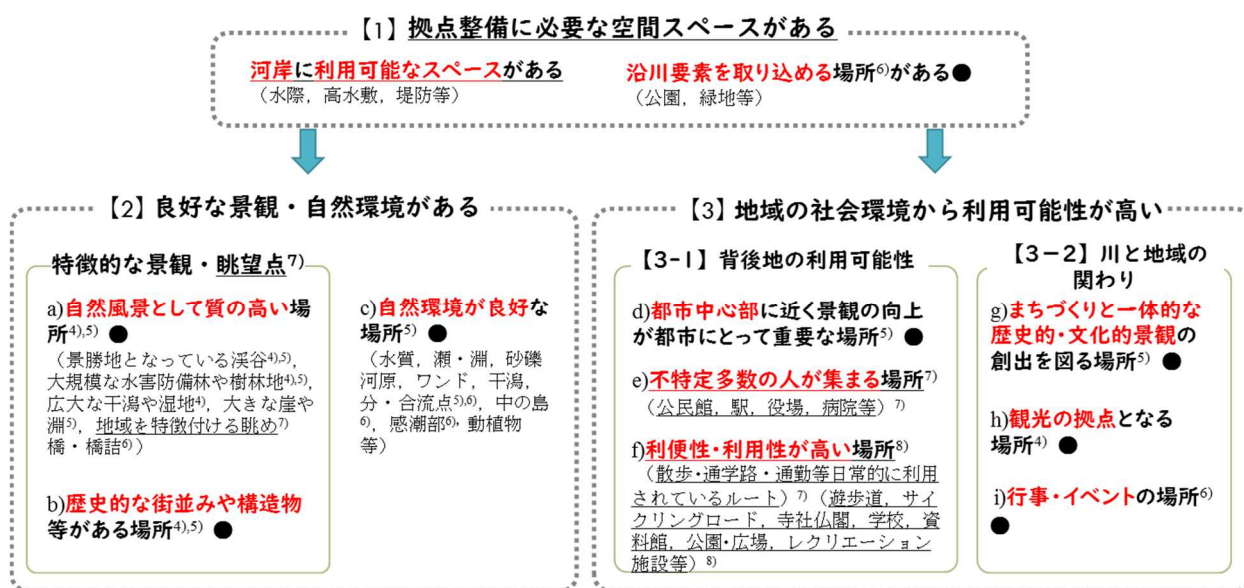 【1】拠点整備に必要な空間スペースがある
河岸に利用可能なスペースがある
（水際，高水敷，堤防等）
沿川要素を取り込める場所6)がある●
（公園，緑地等）
【2】良好な景観・自然環境がある
特徴的な景観・眺望点7)
a)自然風景として質の高い場
所4),5) ●
（景勝地となっている渓谷4),5)，
大規模な水害防備林や樹林地4),5)，
広大な干潟や湿地4)，大きな崖や
淵5)，地域を特徴付ける眺め7)
橋・橋詰6)）
b)歴史的な街並みや構造物
等がある場所4),5) ●
c)自然環境が良好な
場所5) ●
（水質，瀬・淵，砂礫
河原，ワンド，干潟，
分・合流点5),6)，中の島
6)，感潮部6)，動植物
等）
【3】地域の社会環境から利用可能性が高い
【3-1】背後地の利用可能性
d)都市中心部に近く景観の向上
が都市にとって重要な場所5) ●
e)不特定多数の人が集まる場所7)
（公民館，駅，役場，病院等）7)
f)利便性・利用性が高い場所8)
（散歩・通学路・通勤等日常的に利用
されているルート）7)（遊歩道，サイ
クリングロード，寺社仏閣，学校，資
料館，公園・広場，レクリエーション
施設等）8)
【3－2】川と地域の
関わり
g)まちづくりと一体的な
歴史的・文化的景観の
創出を図る場所5) ●
h)観光の拠点となる
場所4) ●
i)行事・イベントの場所6)
●